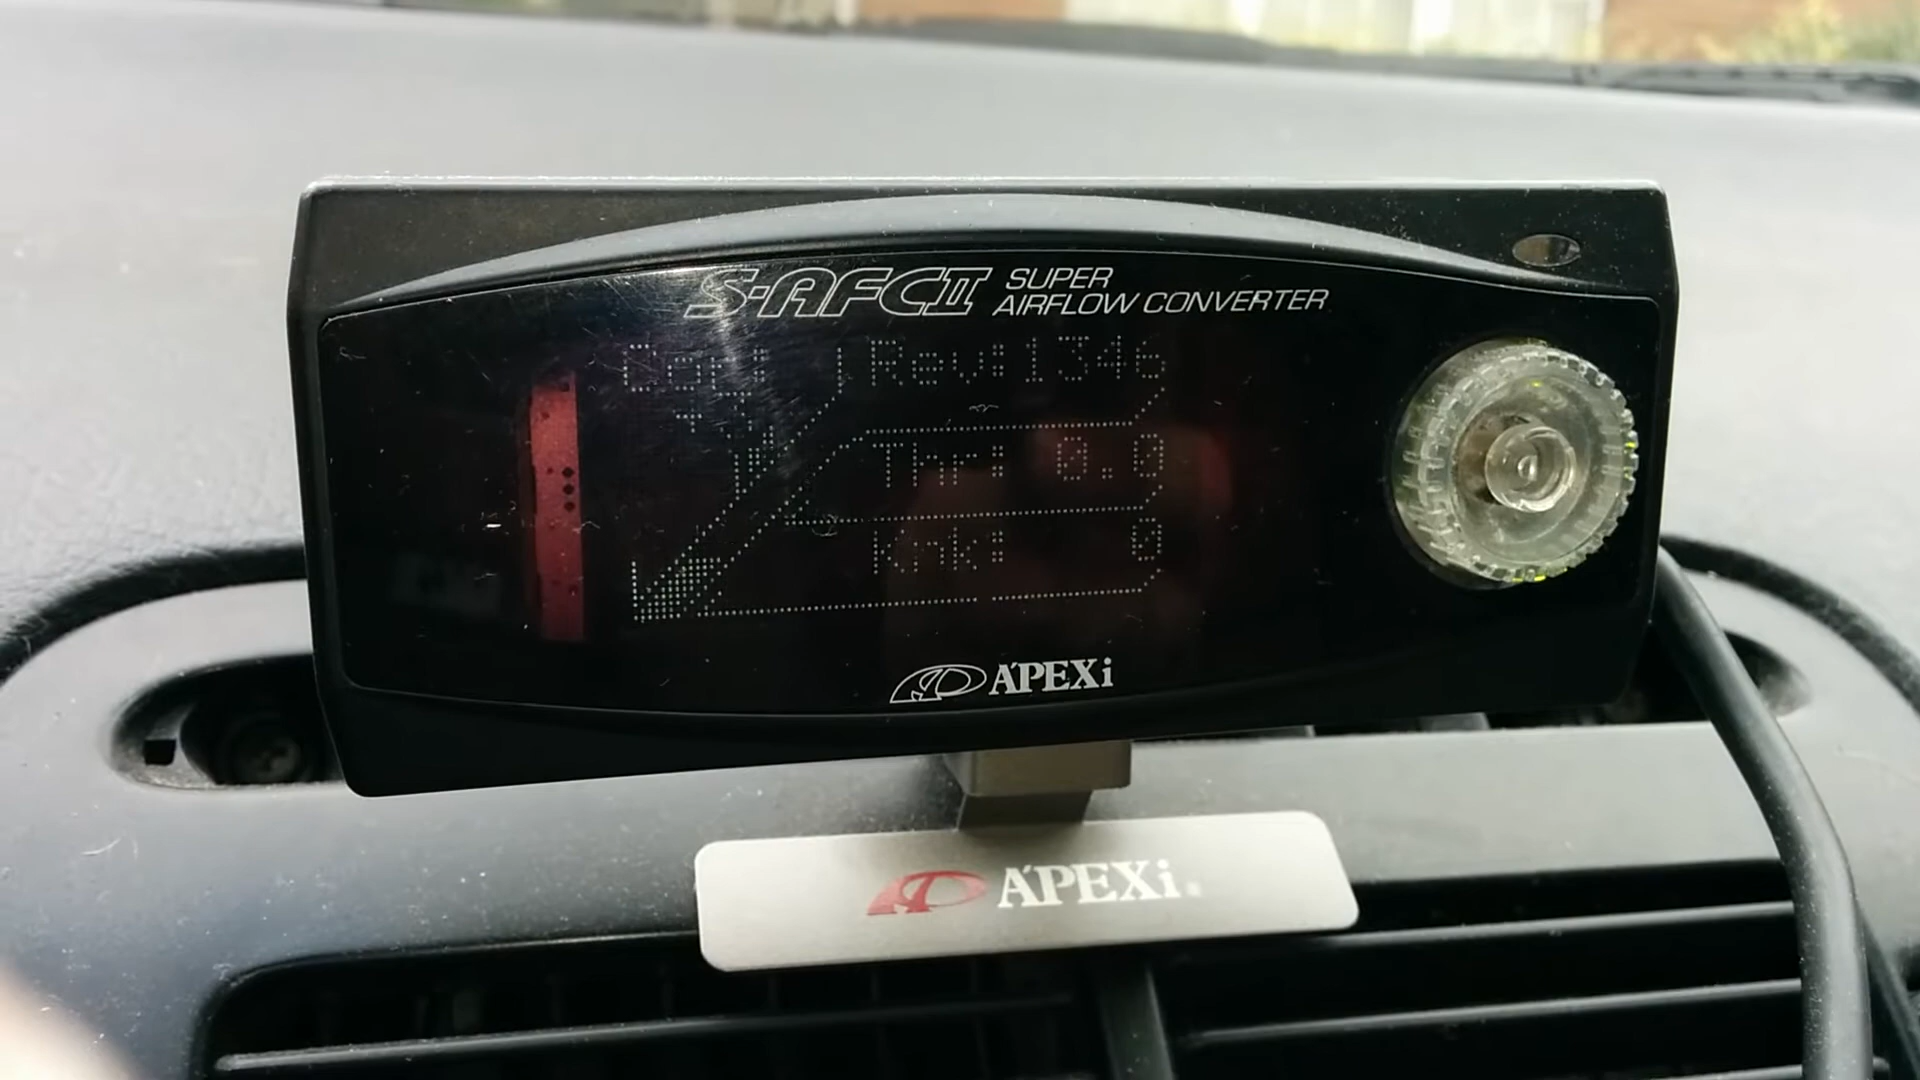 S-AFCII SUPER
AIRFLOW CONVERTER
Rev:1346
Thr: 0.0
Knk: 0
A'PEXi
A'PEXi